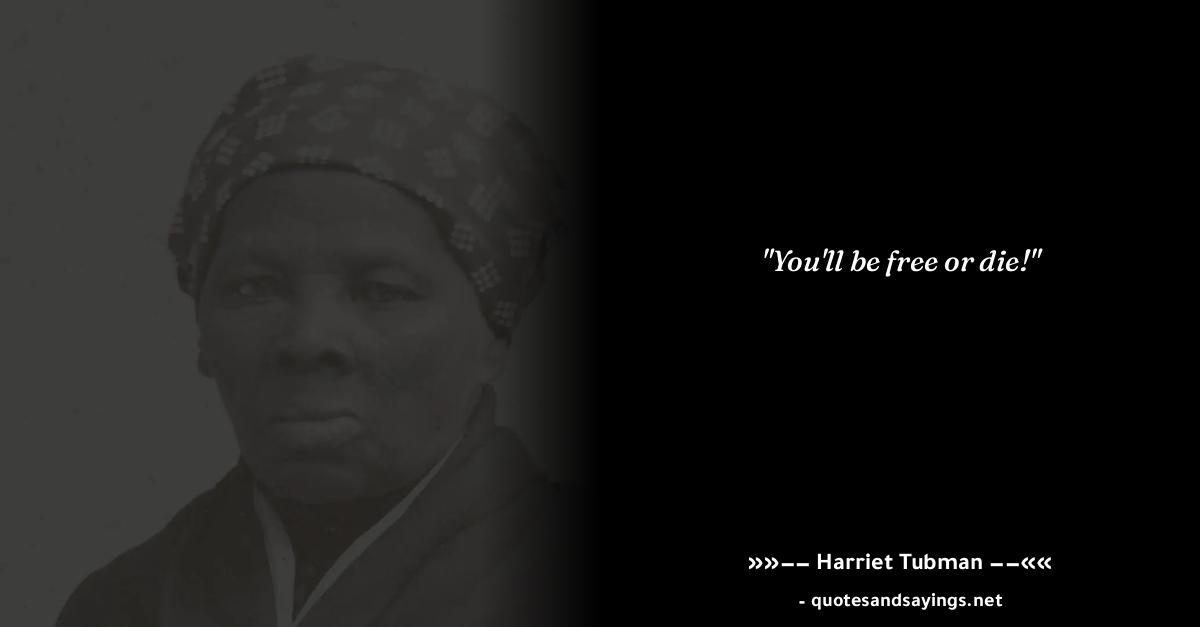 "You'll be free or die!"
»»−− Harriet Tubman −−««
- quotesandsayings.net